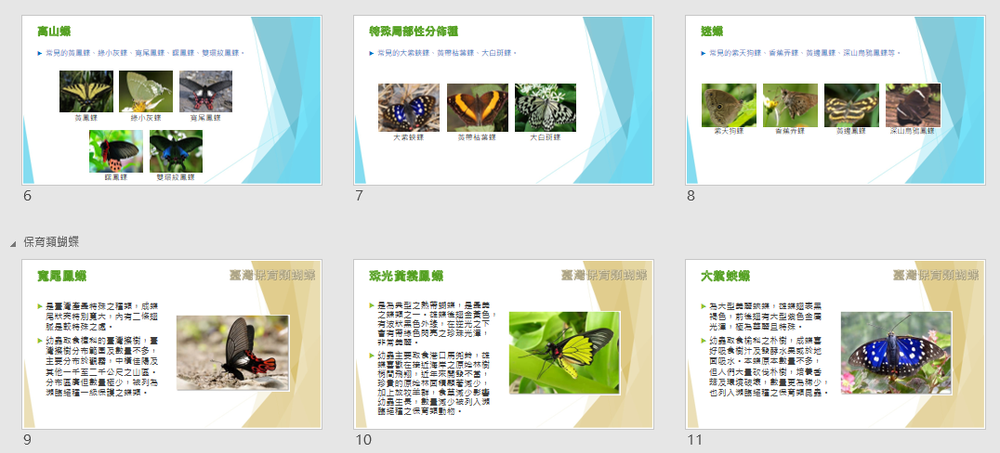 高山蝶
常見的黃鳳蝶、綠小灰蝶、寬尾鳳蝶、鐶鳳蝶、雙環紋鳳蝶。
黃鳳蝶
綠小灰蝶
寬尾鳳蝶
雙環紋鳳蝶
6
特殊局部性分佈種
常見的大紫蛺蝶、黃帶枯葉蝶、大白斑蝶。
大紫蛺蝶
黃帶枯葉蝶
大白斑蝶
7
迷蝶
常見的紫天狗蝶、香蕉弄蝶、黃邊鳳蝶、深山烏鴉鳳蝶等。
紫天狗蝶
香蕉弄蝶
黃邊鳳蝶
深山烏鴉鳳蝶
8
保育類蝴蝶
寬尾鳳蝶
臺灣保育類蝴蝶
是臺灣產最特殊之種類，成蝶
尾狀突特別寬大，內有二條翅
脈是較特殊之處。
幼蟲取食樟科的臺灣擦樹，臺
灣擦樹分布範圍及數量不多，
主要分布於觀霧，中橫佳陽及
其他一千至二千公尺之山區。
分布區廣但數量極少，被列為
瀕臨絕種一級保護之蝶類。
9
珠光黃裳鳳蝶
臺灣保育類蝴蝶
是為典型之熱帶蝴蝶，是最美
之蝶類之一。雄蝶後翅金黃色，
有波狀黑色外緣，在逆光之下
會有帶綠色閃亮之珍珠光澤，
非常美麗。
幼蟲主要取食港口馬兜鈴，雄
蝶喜歡在接近海岸之原始林樹
梢間飛翔，近年來開發不當，
珍貴的原始林面積顯著減少，
加上放牧羊群，食草減少影響
幼蟲生長，數量減少被列入瀕
臨絕種之保育類動物。
10
大紫蛺蝶
臺灣保育類蝴蝶
為大型美麗蛺蝶，雄蝶翅表黑
褐色，前後翅有大型紫色金屬
光澤，極為華麗且特殊。
幼蟲取食榆科之朴樹，成蝶喜
好吸食樹汁及發酵水果或於地
面吸水。本蝶原本數量不多，
但人們大量砍伐朴樹，培養香
菇及環境破壞，數量更為稀少，
也列入瀕臨絕種之保育類昆蟲。
11